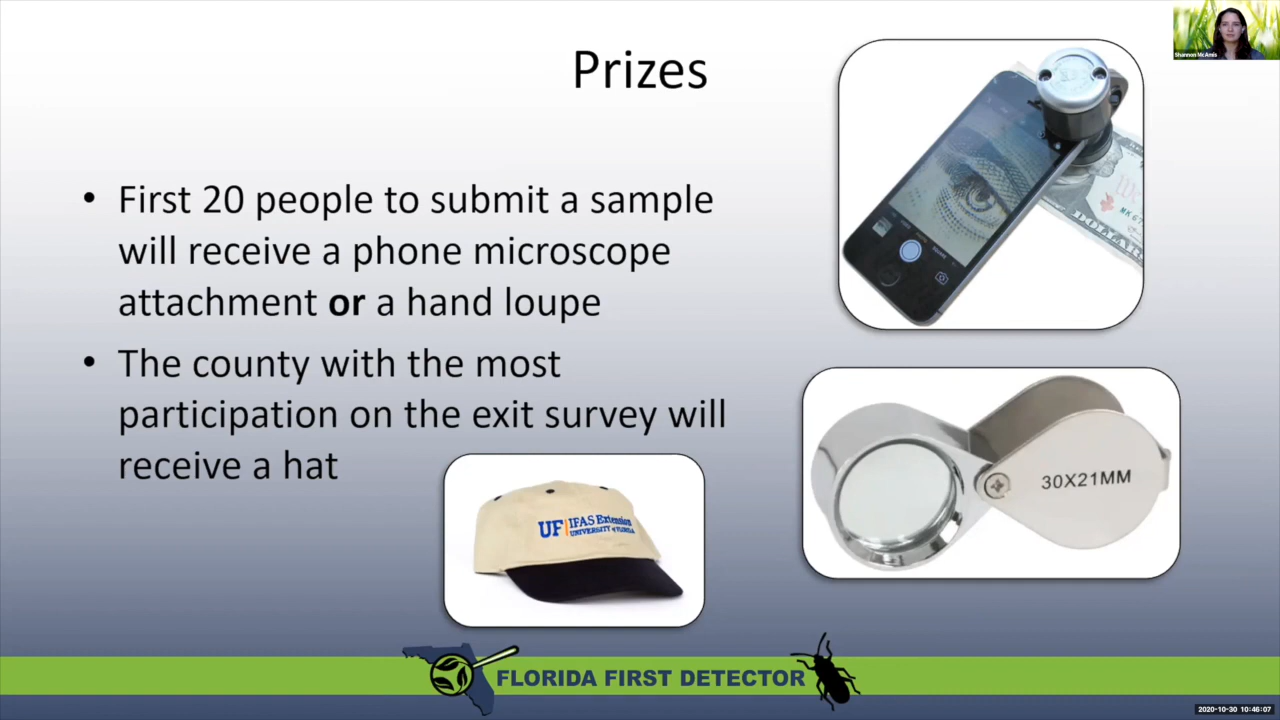 Prizes
Shannon McAmis
• First 20 people to submit a sample
will receive a phone microscope
attachment or a hand loupe
• The county with the most
participation on the exit survey will
receive a hat
DOLLAR
30X21MM
UF IFAS Extension
UNIVERSITY of FLORIDA
FLORIDA FIRST DETECTOR
2020-10-30 10:46:07